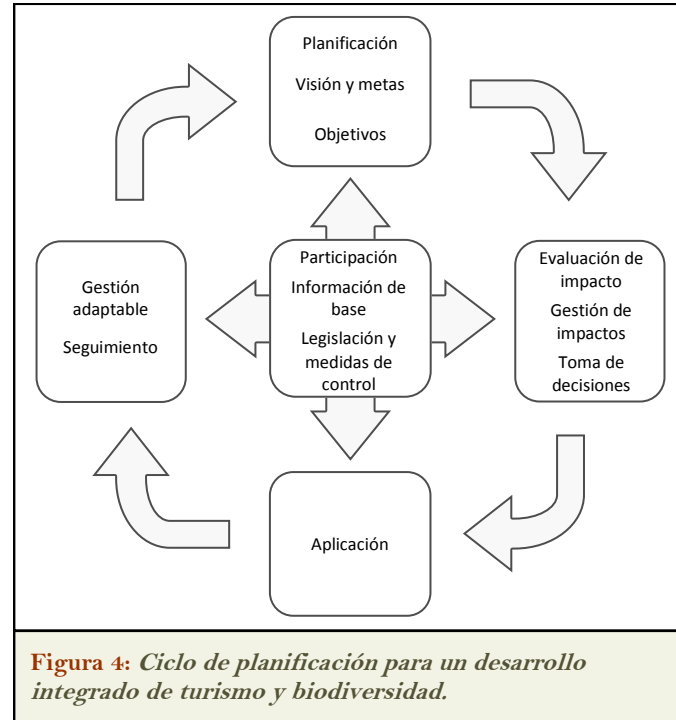 Planificación
Visión y metas
Objetivos
Participación
Información de
base
Legislación y
medidas de
control
Evaluación de
impacto
Gestión de
impactos
Toma de
decisiones
Gestión
adaptable
Seguimiento
Aplicación
Figura 4: Ciclo de planificación para un desarrollo
integrado de turismo y biodiversidad.